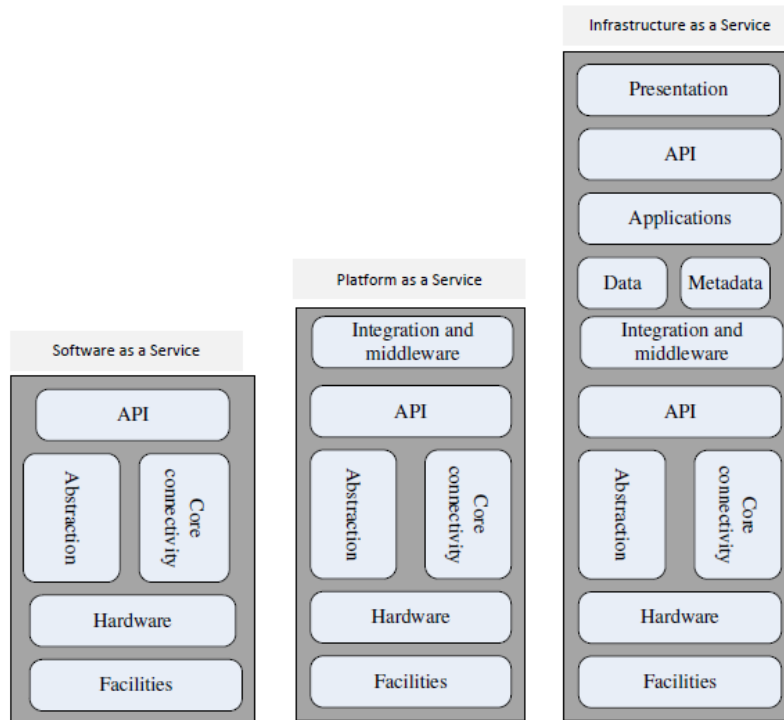 Software as a Service
API
Abstraction
Core
connectivity
Hardware
Facilities
Platform as a Service
Integration and
middleware
API
Abstraction
Core
connectivity
Hardware
Facilities
Infrastructure as a Service
Presentation
API
Applications
Data
Metadata
Integration and
middleware
API
Abstraction
Core
connectivity
Hardware
Facilities